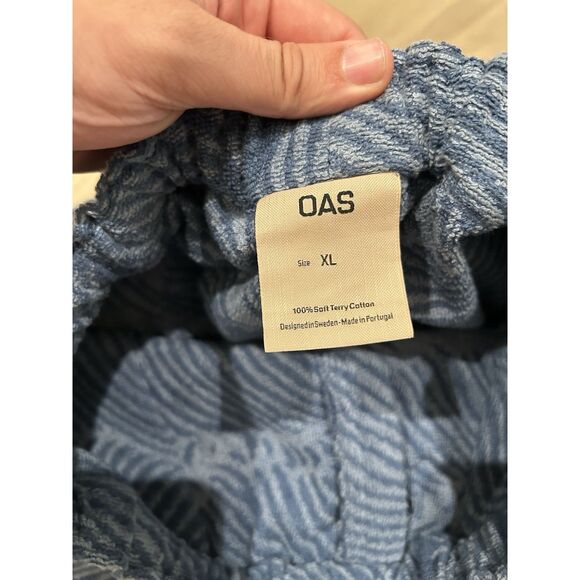 OAS
Size XL
100% Soft Terry Cotton
Designed in Sweden - Made in Portugal